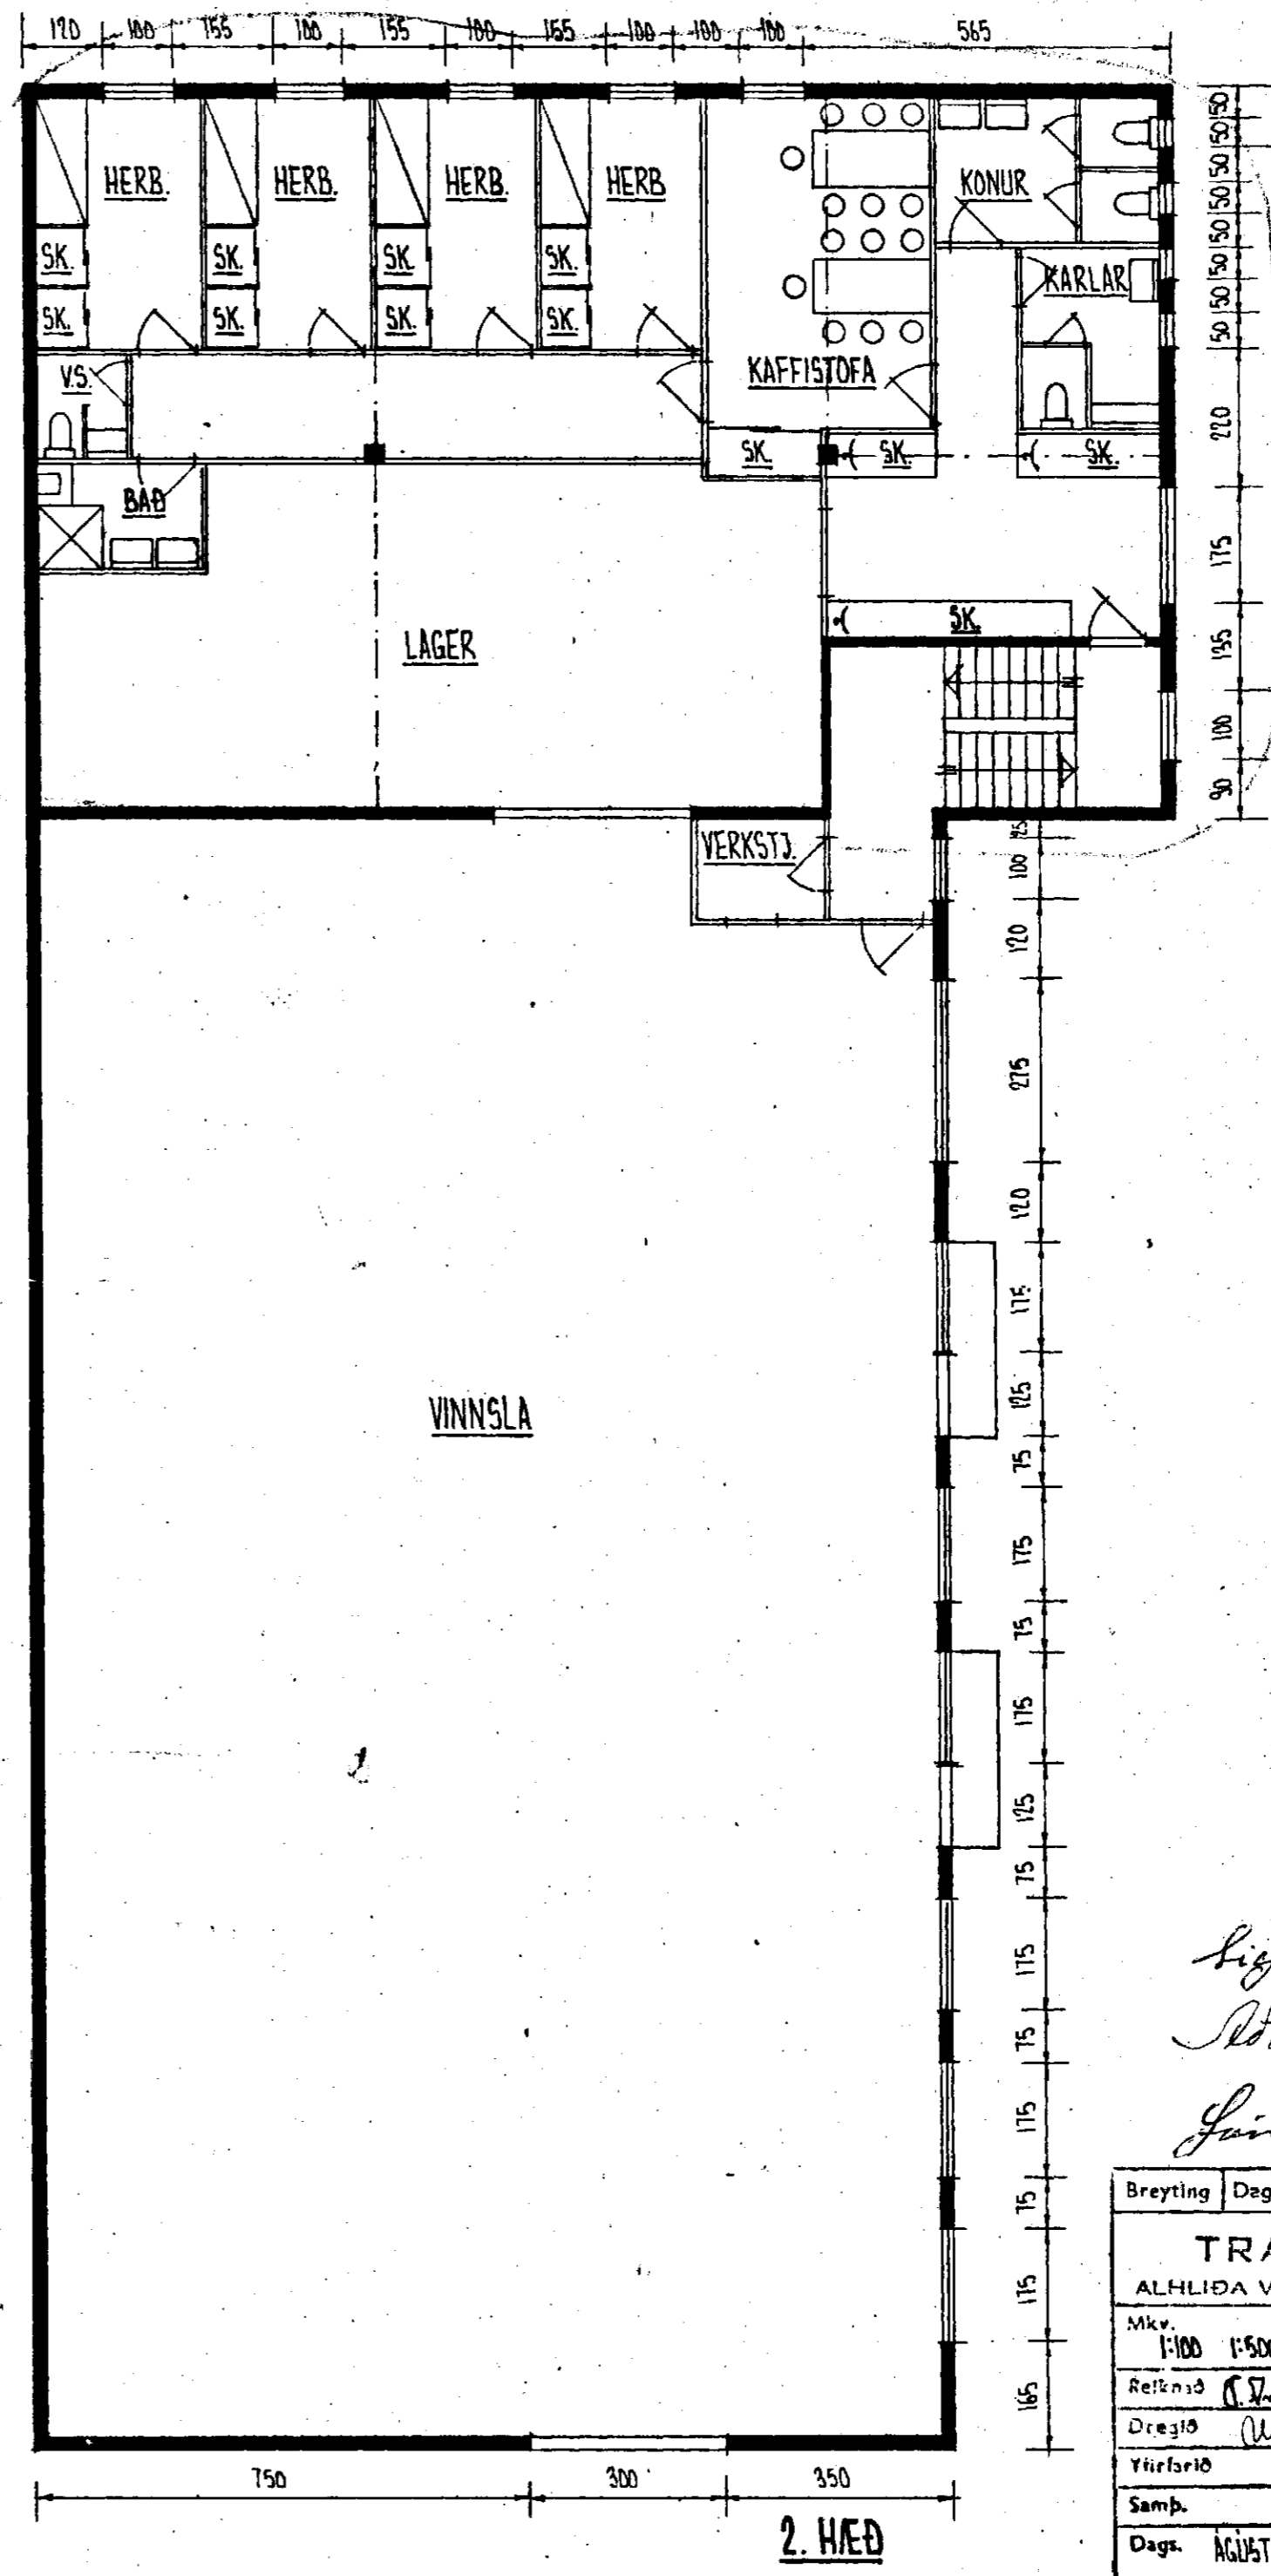 120 100 155 100 155 100 155 100 100 100 565
HERB. HERB. HERB. HERB
KONUR
KARLAR
SK. SK. SK. SK.
SK. SK. SK. SK.
V.S.
KAFFISTOFA
SK. SK. SK.
BAÐ
LAGER
SK.
VERKSTJ.
VINNSLA
50 50 50 50 50 50 50 50
220
175
135
100
90
125
100
120
275
120
175
125
75
175
75
175
125
75
175
75
175
75
175
165
750 300 350
2. HÆÐ
Breyting Dag
TRA
ALHLIÐA V
Mkv.
1:100 1:500
Reiknað
Dregið
Yfirfarið
Samþ.
Dags. ÁGÚST